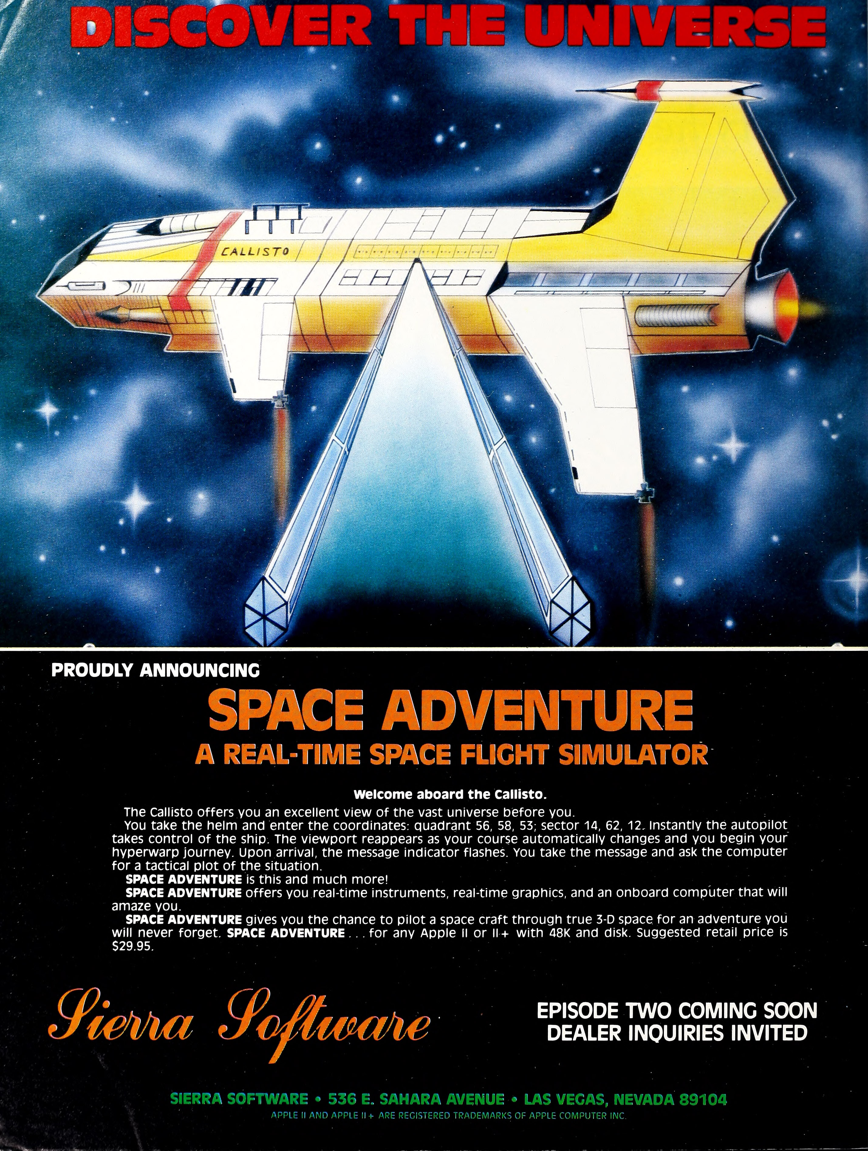 DISCOVER THE UNIVERSE
CALLISTO
PROUDLY ANNOUNCING
SPACE ADVENTURE
A REAL-TIME SPACE FLIGHT SIMULATOR
Welcome aboard the Callisto.
The Callisto offers you an excellent view of the vast universe before you.
You take the helm and enter the coordinates: quadrant 56, 58, 53; sector 14, 62, 12. Instantly the autopilot
takes control of the ship. The viewport reappears as your course automatically changes and you begin your
hyperwarp journey. Upon arrival, the message indicator flashes. You take the message and ask the computer
for a tactical plot of the situation.
SPACE ADVENTURE is this and much more!
SPACE ADVENTURE offers you real-time instruments, real-time graphics, and an onboard computer that will
amaze you.
SPACE ADVENTURE gives you the chance to pilot a space craft through true 3-D space for an adventure you
will never forget. SPACE ADVENTURE . . . for any Apple II or II+ with 48K and disk. Suggested retail price is
$29.95.
Sierra Software
EPISODE TWO COMING SOON
DEALER INQUIRIES INVITED
SIERRA SOFTWARE • 536 E. SAHARA AVENUE • LAS VEGAS, NEVADA 89104
APPLE II AND APPLE II+ ARE REGISTERED TRADEMARKS OF APPLE COMPUTER INC.